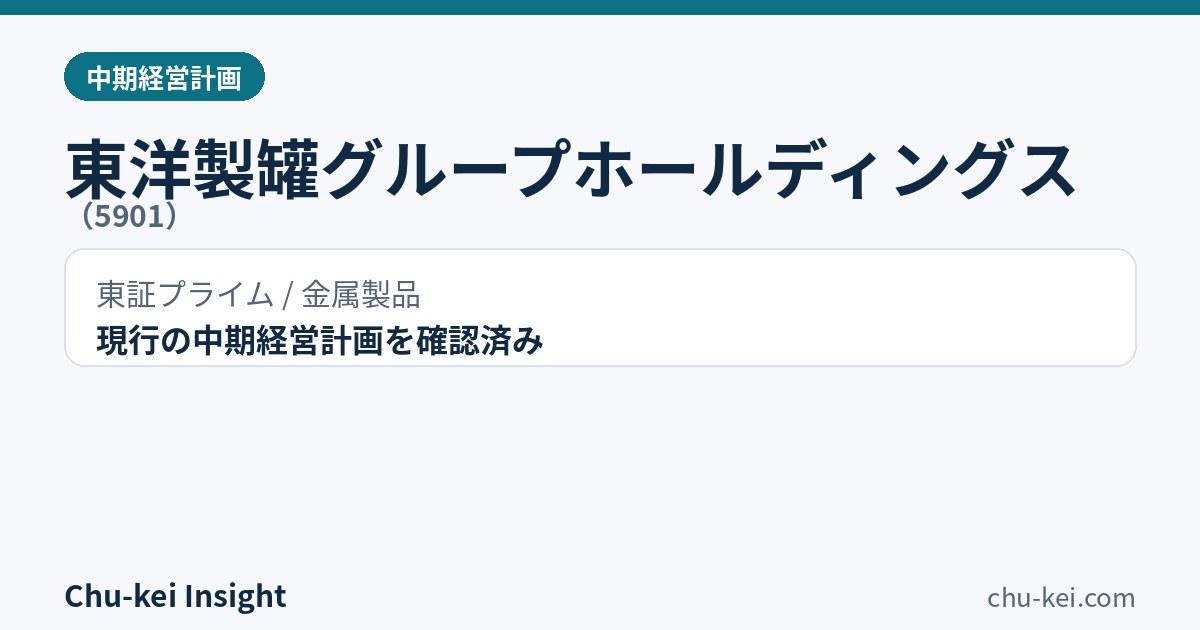 中期経営計画
東洋製罐グループホールディングス
（5901）
東証プライム / 金属製品
現行の中期経営計画を確認済み
Chu-kei Insight
chu-kei.com